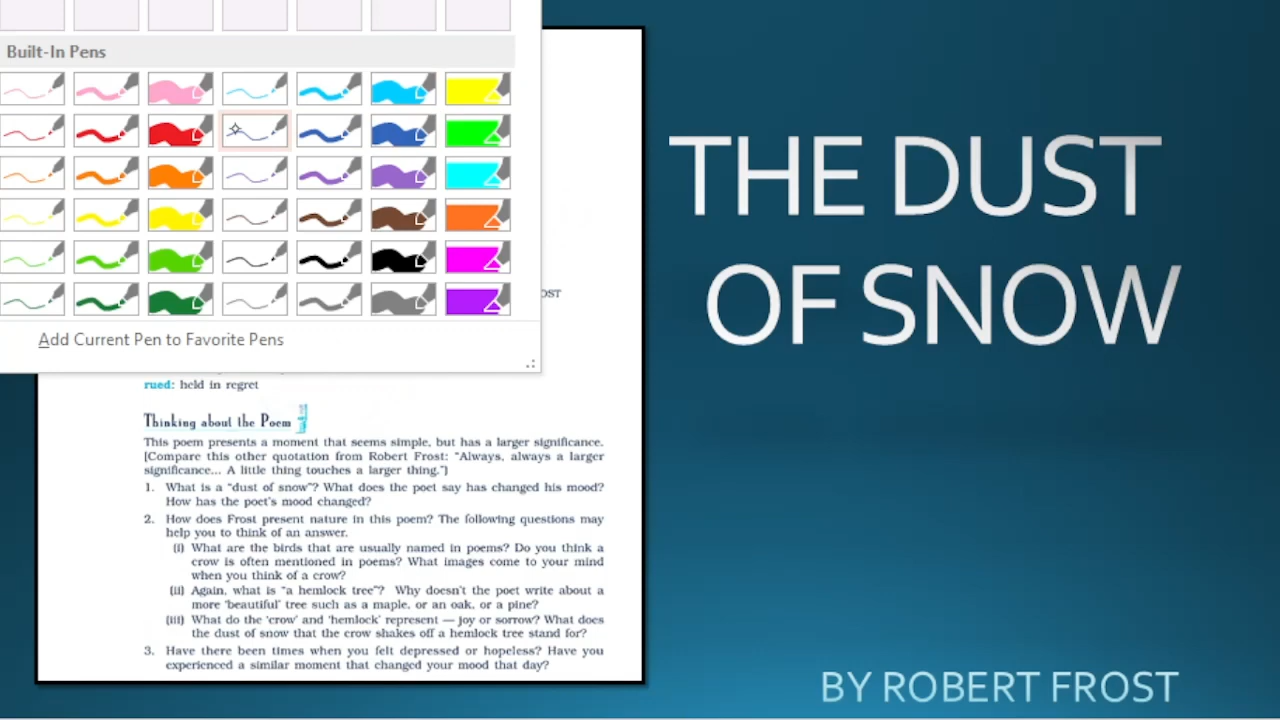 Built-In Pens
Add Current Pen to Favorite Pens
OST
rued: held in regret
Thinking about the Poem
This poem presents a moment that seems simple, but has a larger significance.
[Compare this other quotation from Robert Frost: “Always, always a larger
significance... A little thing touches a larger thing.”]
1. What is a “dust of snow”? What does the poet say has changed his mood?
How has the poet’s mood changed?
2. How does Frost present nature in this poem? The following questions may
help you to think of an answer.
(i) What are the birds that are usually named in poems? Do you think a
crow is often mentioned in poems? What images come to your mind
when you think of a crow?
(ii) Again, what is “a hemlock tree”? Why doesn’t the poet write about a
more ‘beautiful’ tree such as a maple, or an oak, or a pine?
(iii) What do the ‘crow’ and ‘hemlock’ represent — joy or sorrow? What does
the dust of snow that the crow shakes off a hemlock tree stand for?
3. Have there been times when you felt depressed or hopeless? Have you
experienced a similar moment that changed your mood that day?
THE DUST
OF SNOW
BY ROBERT FROST